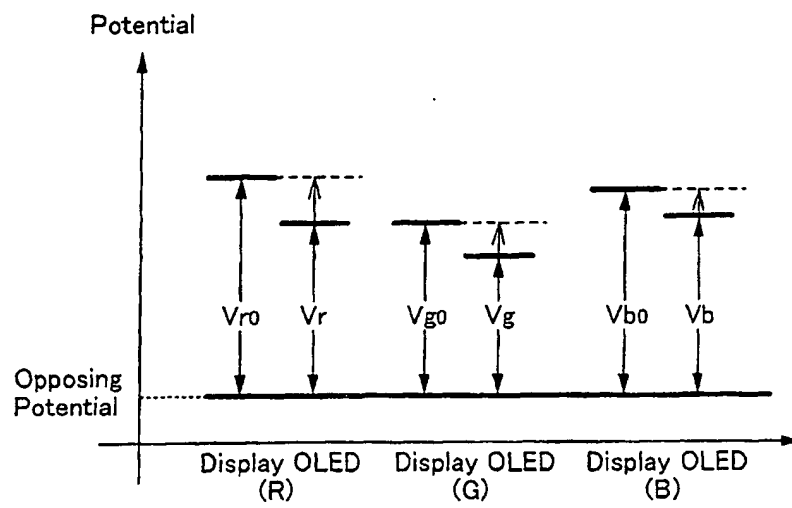 Potential
Vr0 Vr Vg0 Vg Vb0 Vb
Opposing
Potential
Display OLED Display OLED Display OLED
(R) (G) (B)